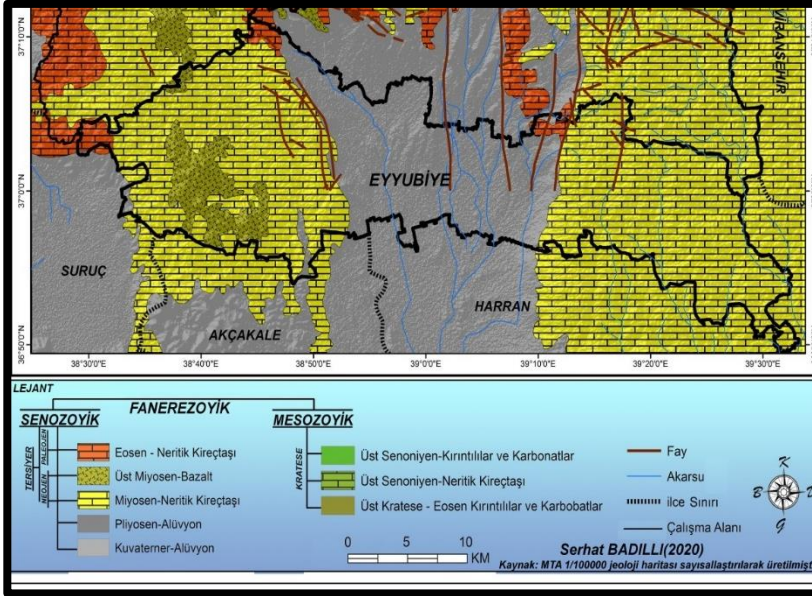 37°10'0"N
VİRANŞEHİR
EYYUBİYE
37°0'0"N
SURUÇ
HARRAN
AKÇAKALE
36°50'0"N
38°30'0"E 38°40'0"E 38°50'0"E 39°0'0"E 39°10'0"E 39°20'0"E 39°30'0"E
LEJANT
FANEREZOYİK
SENOZOYİK
TERSİYER
PALEOJEN
NEOJEN
Eosen - Neritik Kireçtaşı
Üst Miyosen-Bazalt
Miyosen-Neritik Kireçtaşı
Pliyosen-Alüvyon
Kuvaterner-Alüvyon
MESOZOYİK
KRATESE
Üst Senoniyen-Kırıntılılar ve Karbonatlar
Üst Senoniyen-Neritik Kireçtaşı
Üst Kratese - Eosen Kırıntılılar ve Karbobatlar
Fay
Akarsu
ilce Sınırı
Çalışma Alanı
K
B
G
0 5 10
KM
Serhat BADILLI(2020)
Kaynak: MTA 1/100000 jeoloji haritası sayısallaştırılarak üretilmişt